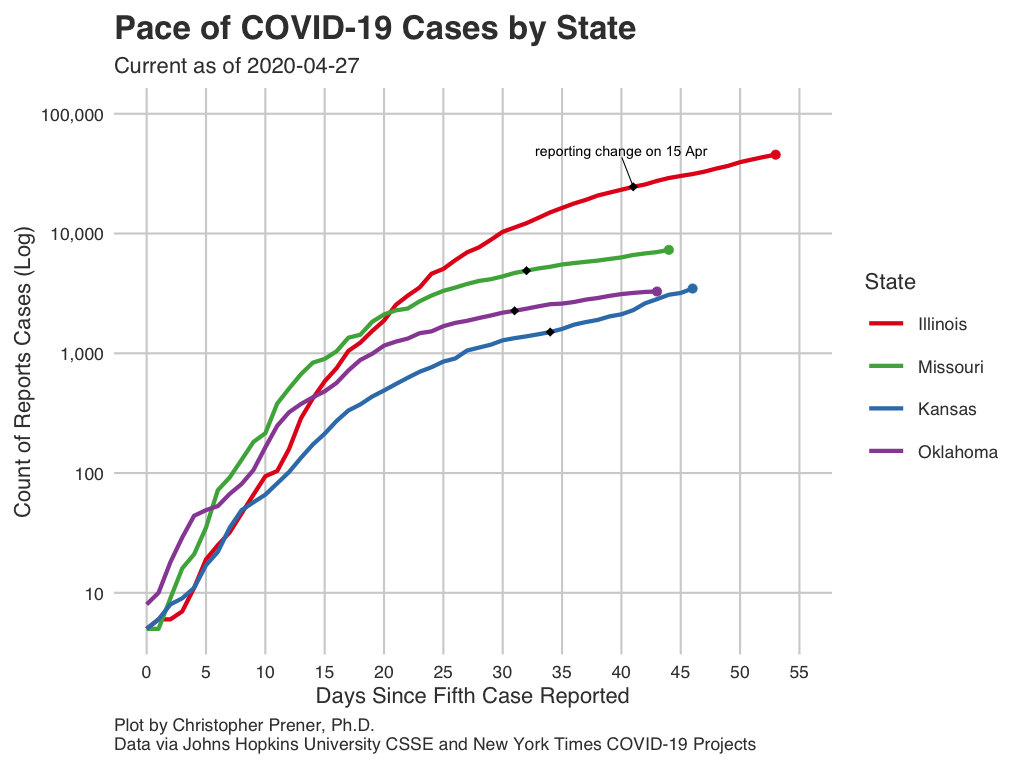 Pace of COVID-19 Cases by State
Current as of 2020-04-27
Count of Reports Cases (Log)
100,000
10,000
1,000
100
10
reporting change on 15 Apr
0 5 10 15 20 25 30 35 40 45 50 55
Days Since Fifth Case Reported
State
Illinois
Missouri
Kansas
Oklahoma
Plot by Christopher Prener, Ph.D.
Data via Johns Hopkins University CSSE and New York Times COVID-19 Projects